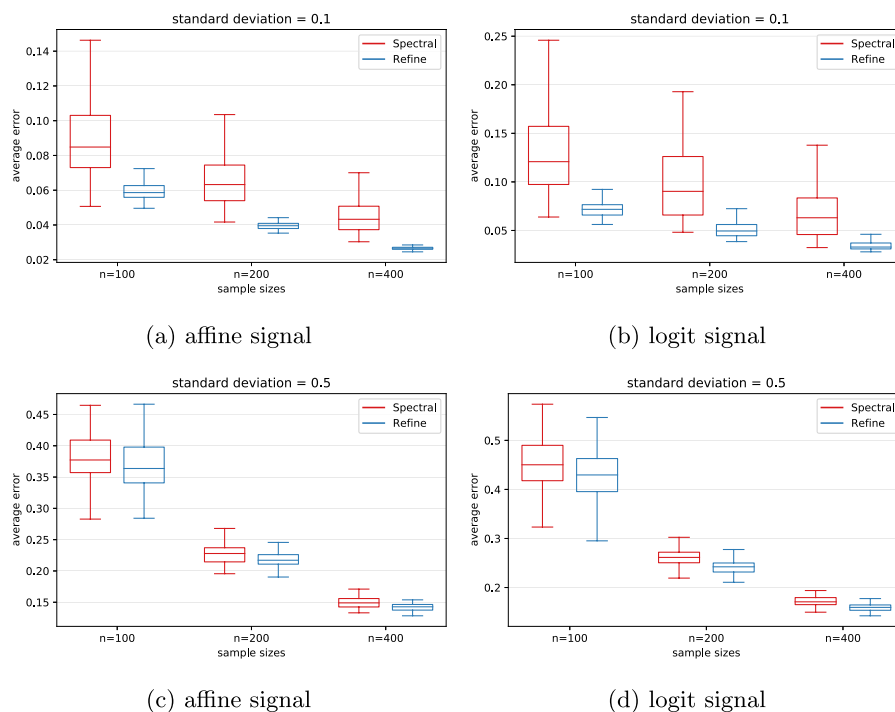 standard deviation = 0.1
0.14
0.12
0.10
0.08
0.06
0.04
0.02
average error
Spectral
Refine
n=100
n=200
n=400
sample sizes
(a) affine signal
standard deviation = 0.1
0.25
0.20
0.15
0.10
0.05
average error
Spectral
Refine
n=100
n=200
n=400
sample sizes
(b) logit signal
standard deviation = 0.5
0.45
0.40
0.35
0.30
0.25
0.20
0.15
average error
Spectral
Refine
n=100
n=200
n=400
sample sizes
(c) affine signal
standard deviation = 0.5
0.5
0.4
0.3
0.2
average error
Spectral
Refine
n=100
n=200
n=400
sample sizes
(d) logit signal